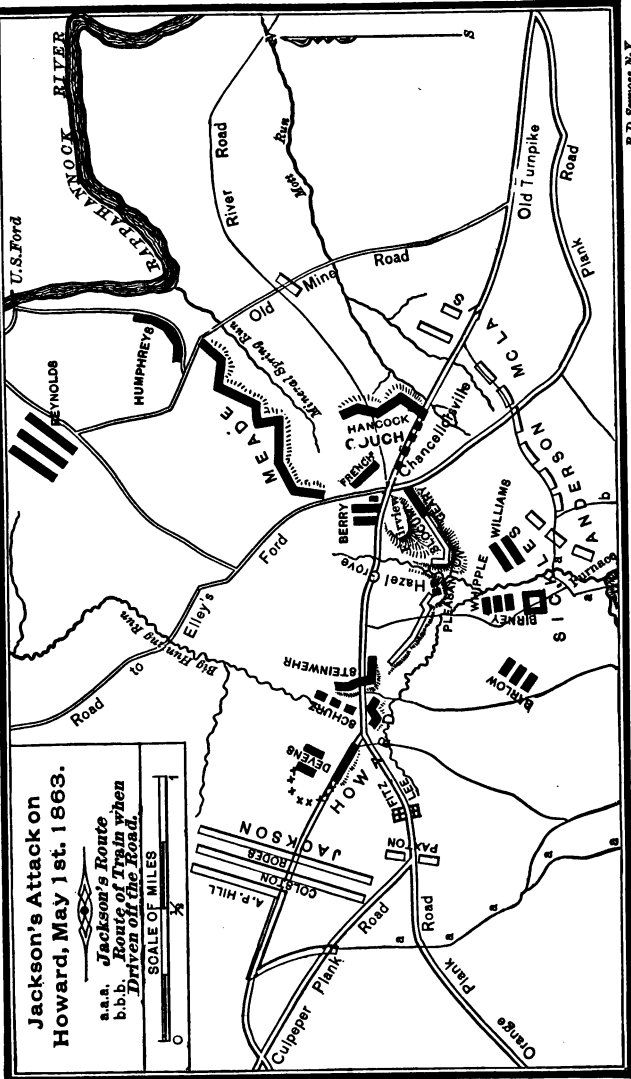 Jackson's Attack on
Howard, May 1st. 1863.
a.a.a. Jackson's Route
b.b.b. Route of Train when
Driven off the Road.
SCALE OF MILES
0
½
1
RAPPAHANNOCK RIVER
U.S. Ford
REYNOLDS
HUMPHREYS
MEADE
Mineral Spring Run
River Road
Mott Run
N
S
Old Mine Road
Old Turnpike
Plank Road
HANCOCK
COUCH
FRENCH
Chancellorsville
MC LAWS
ANDERSON
BERRY
Fairview
SLOCUM
GEARY
WILLIAMS
WHIPPLE
PLEASANTON
Hazel Grove
BIRNEY
SICKLES
Furnace
BARLOW
Road to Elley's Ford
Big Hunting Run
STEINWEHR
SCHURZ
DEVENS
HOWARD
FITZ LEE
PAXTON
JACKSON
RODES
COLSTON
A.P. HILL
Culpeper Plank Road
Orange Plank Road
a
a
a
a
a
a
b